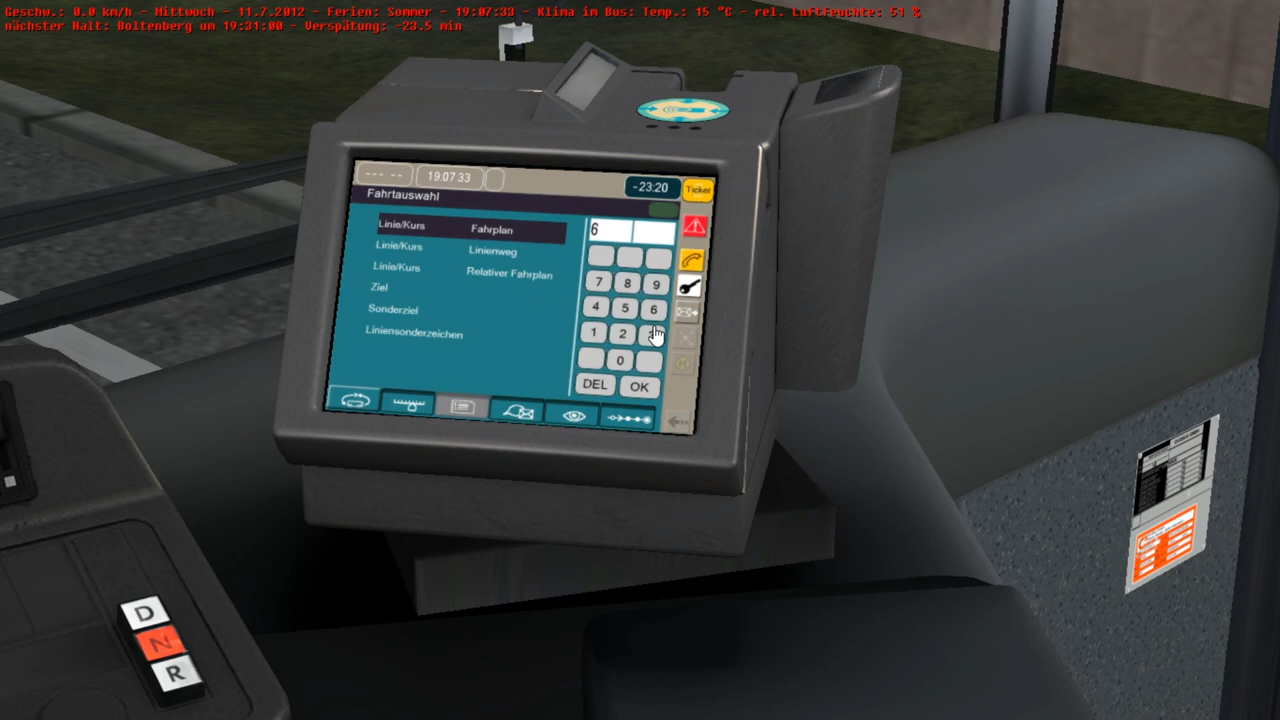 Geschw.: 0.0 km/h - Mittwoch - 11.7.2012 - Ferien: Sommer - 19:07:33 - Klima im Bus: Temp.: 15 °C - rel. Luftfeuchte: 51 %
nächster Halt: Boltenberg um 19:31:00 - Verspätung: -23.5 min
--- -- 19:07:33 -23:20 Ticket
Fahrtauswahl
Linie/Kurs Fahrplan 6
Linie/Kurs Linienweg
Linie/Kurs Relativer Fahrplan
Ziel
Sonderziel
Liniensonderzeichen
7 8 9
4 5 6
1 2
0
DEL OK
D
N
R